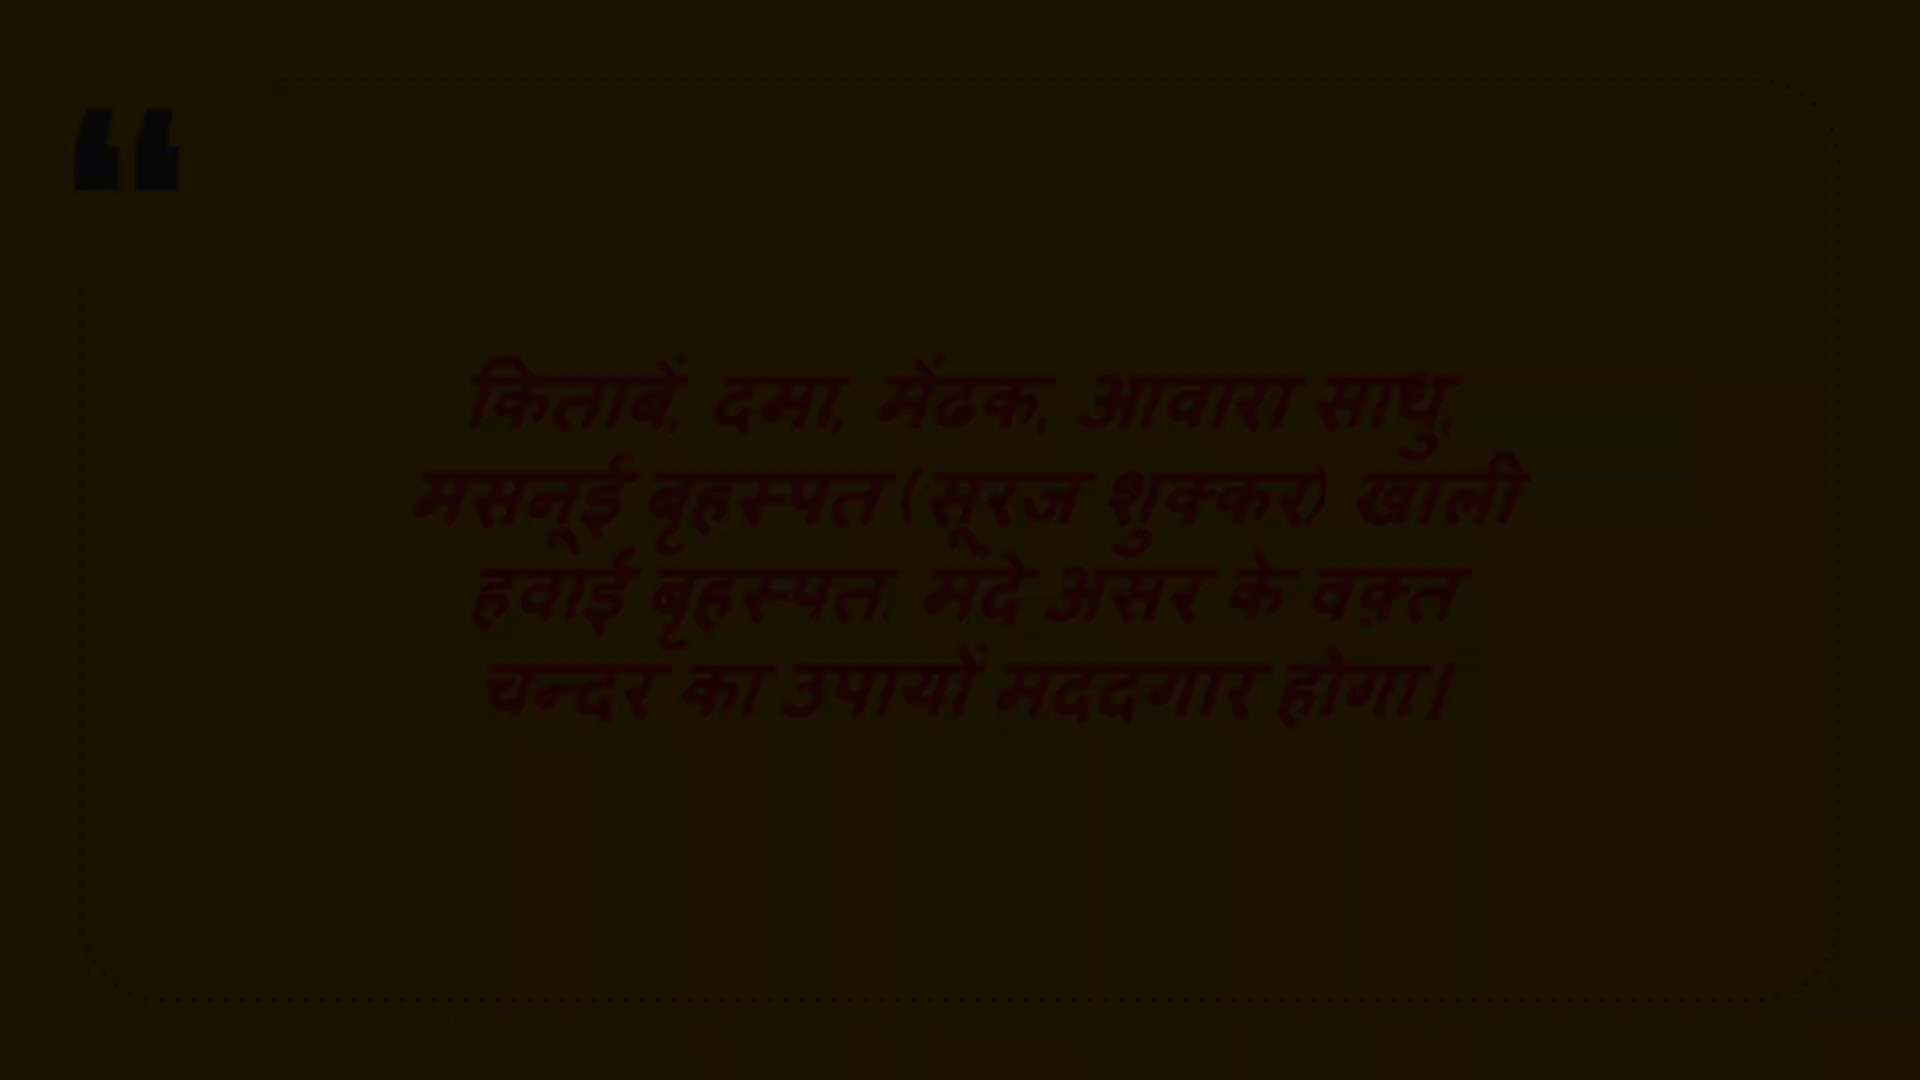 “
किताबें, दमा, मेंढक, आवारा साधु,
मसनूई बृहस्पत (सूरज शुक्कर) खाली
हवाई बृहस्पत. मंदे असर के वक़्त
चन्दर का उपायों मददगार होगा।